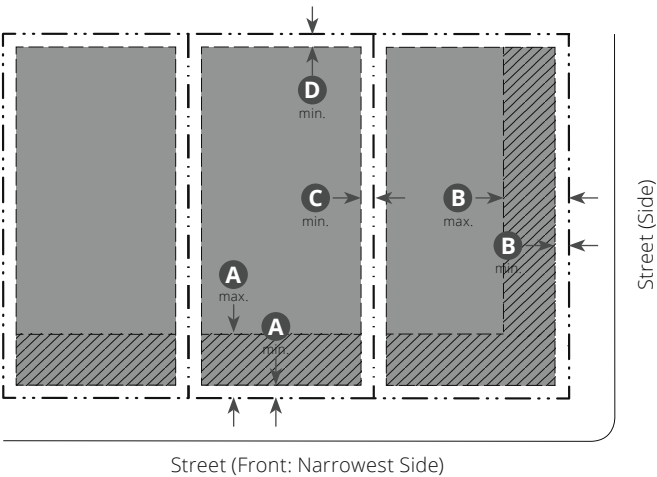 D
min.
C
min.
B
max.
B
min.
A
max.
A
min.
Street (Side)
Street (Front: Narrowest Side)